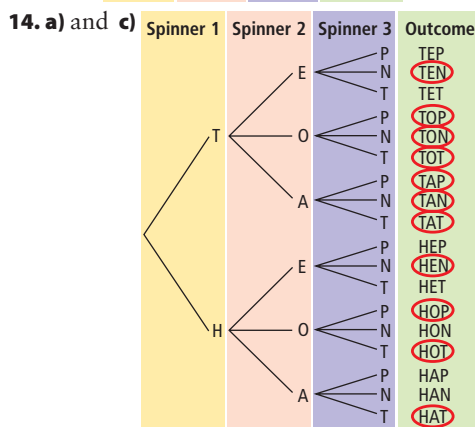 14. a) and c) Spinner 1 Spinner 2 Spinner 3 Outcome
P TEP
E N TEN
T TET
P TOP
T O N TON
T TOT
P TAP
A N TAN
T TAT
P HEP
E N HEN
T HET
P HOP
H O N HON
T HOT
P HAP
A N HAN
T HAT